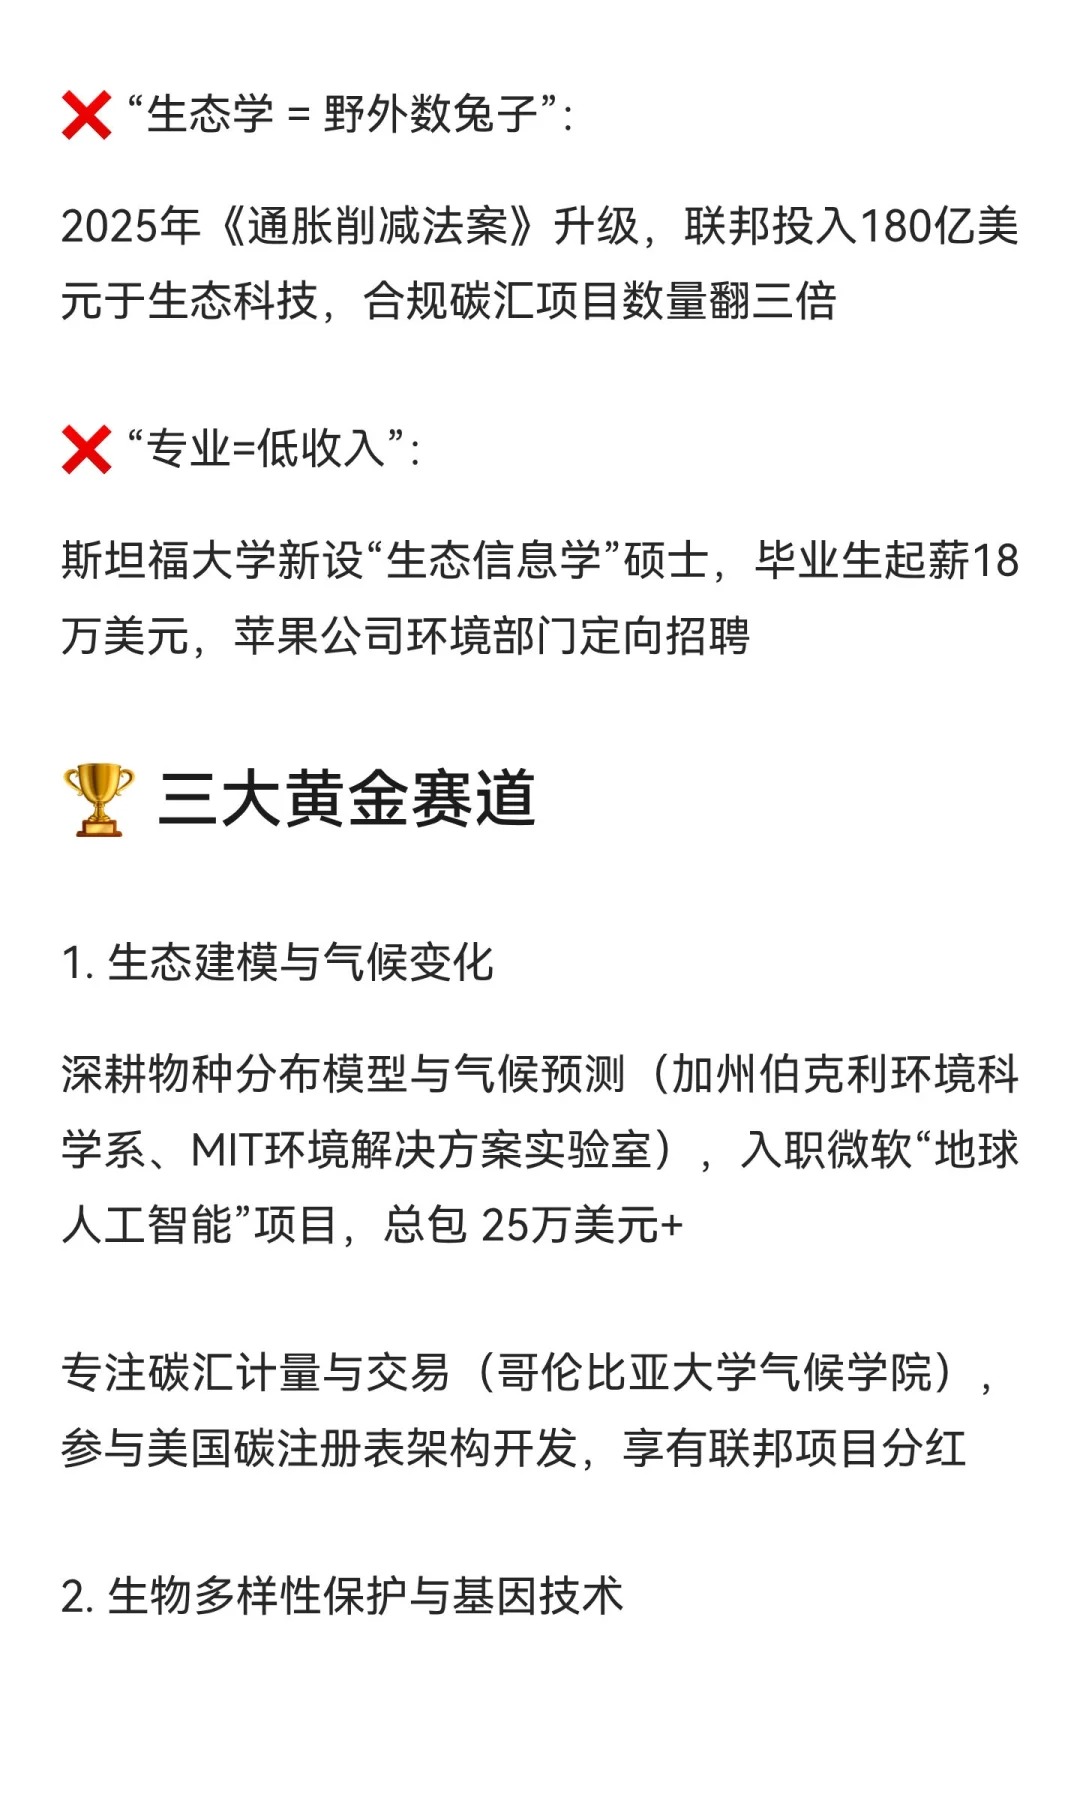 ❌ “生态学 = 野外数兔子”：
2025年《通胀削减法案》升级，联邦投入180亿美
元于生态科技，合规碳汇项目数量翻三倍
❌ “专业=低收入”：
斯坦福大学新设“生态信息学”硕士，毕业生起薪18
万美元，苹果公司环境部门定向招聘
🏆 三大黄金赛道
1. 生态建模与气候变化
深耕物种分布模型与气候预测（加州伯克利环境科
学系、MIT环境解决方案实验室），入职微软“地球
人工智能”项目，总包 25万美元+
专注碳汇计量与交易（哥伦比亚大学气候学院），
参与美国碳注册表架构开发，享有联邦项目分红
2. 生物多样性保护与基因技术